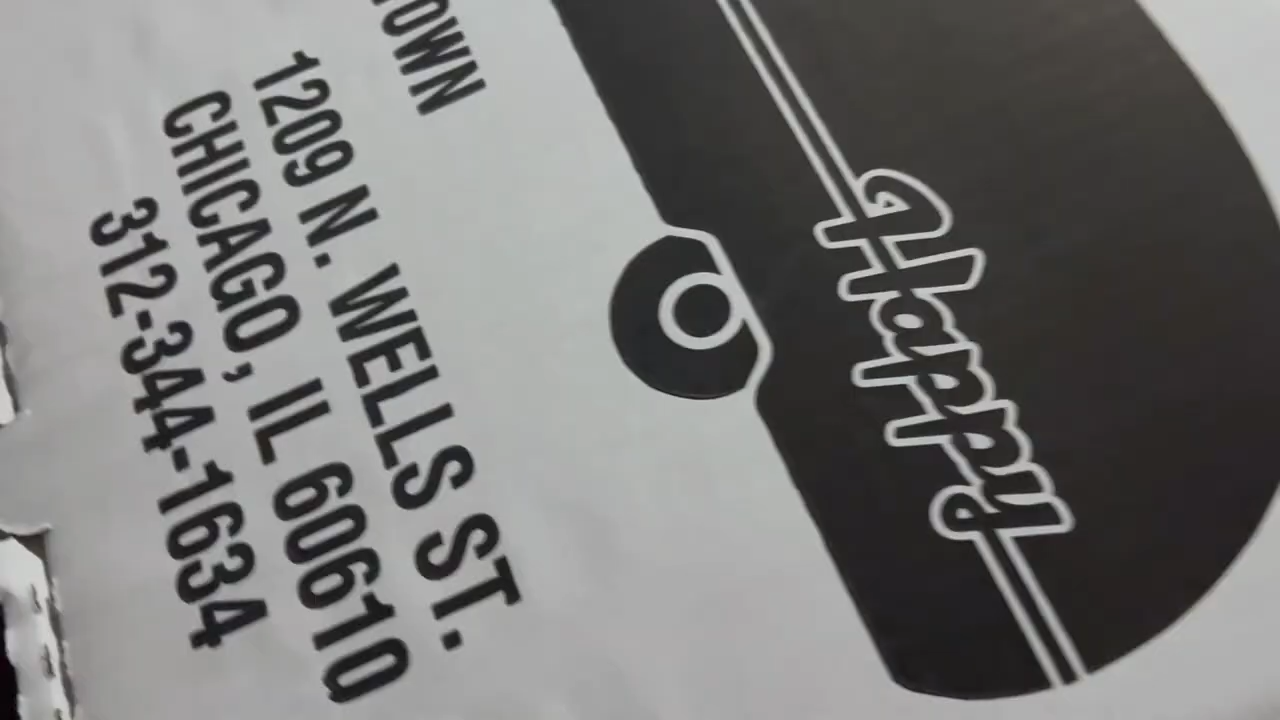 OWN
1209 N. WELLS ST.
CHICAGO, IL 60610
312-344-1634
Happy